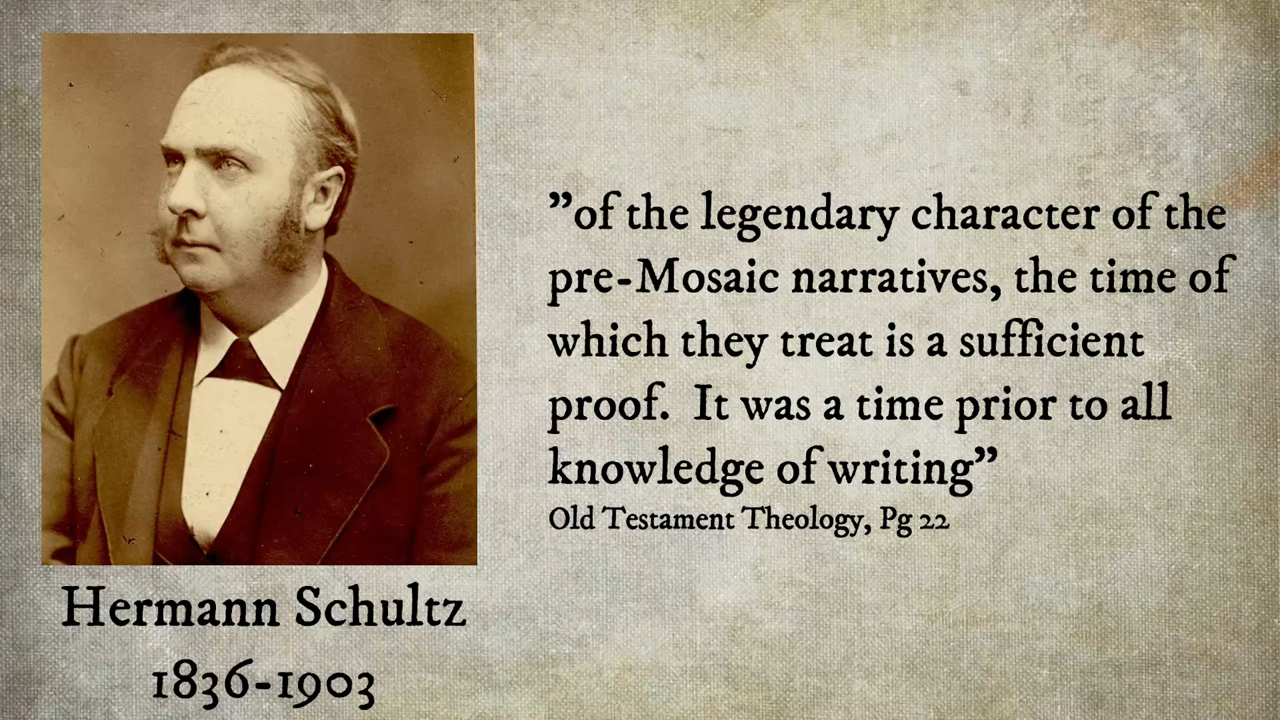 ”of the legendary character of the
pre-Mosaic narratives, the time of
which they treat is a sufficient
proof. It was a time prior to all
knowledge of writing”
Old Testament Theology, Pg 22
Hermann Schultz
1836-1903